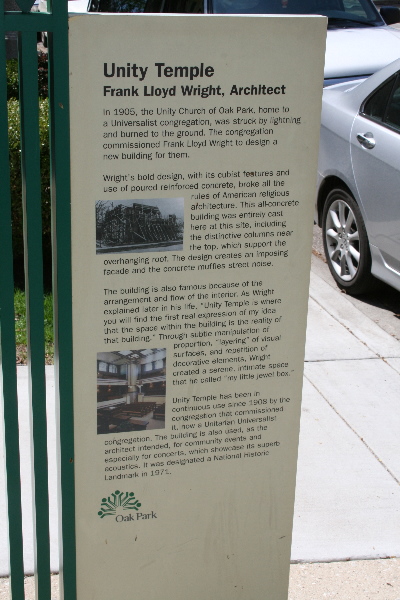 Unity Temple
Frank Lloyd Wright, Architect
In 1905, the Unity Church of Oak Park, home to
a Universalist congregation, was struck by lightning
and burned to the ground. The congregation
commissioned Frank Lloyd Wright to design a
new building for them.
Wright's bold design, with its cubist features and
use of poured reinforced concrete, broke all the
rules of American religious
architecture. This all-concrete
building was entirely cast
here at this site, including
the distinctive columns near
the top, which support the
overhanging roof. The design creates an imposing
facade and the concrete muffles street noise.
The building is also famous because of the
arrangement and flow of the interior. As Wright
explained later in his life, "Unity Temple is where
you will find the first real expression of my idea
that the space within the building is the reality of
that building." Through subtle manipulation of
proportion, "layering" of visual
surfaces, and repetition of
decorative elements, Wright
created a serene, intimate space
that he called "my little jewel box."
Unity Temple has been in
continuous use since 1908 by the
congregation that commissioned
it, now a Unitarian Universalist
congregation. The building is also used, as the
architect intended, for community events and
especially for concerts, which showcase its superb
acoustics. It was designated a National Historic
Landmark in 1971.
Oak Park